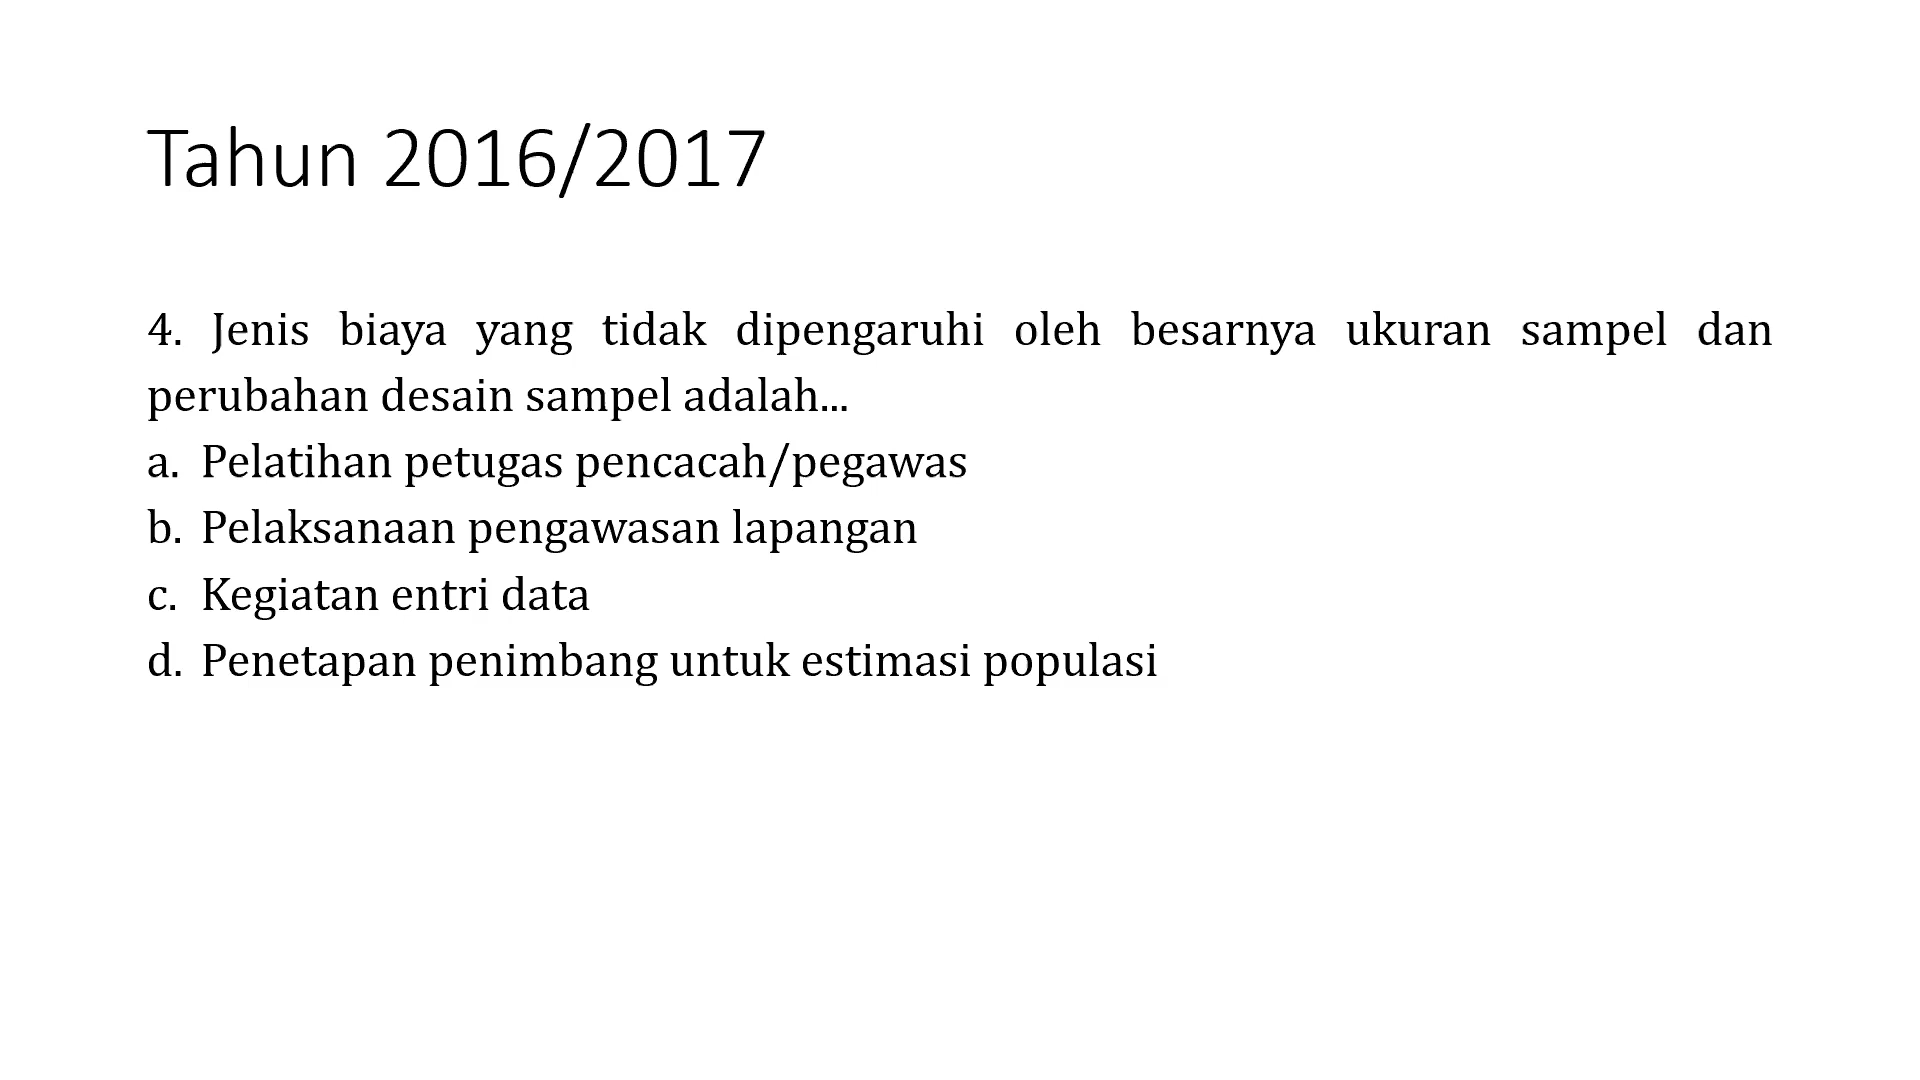 Tahun 2016/2017
4. Jenis biaya yang tidak dipengaruhi oleh besarnya ukuran sampel dan
perubahan desain sampel adalah...
a. Pelatihan petugas pencacah/pegawas
b. Pelaksanaan pengawasan lapangan
c. Kegiatan entri data
d. Penetapan penimbang untuk estimasi populasi